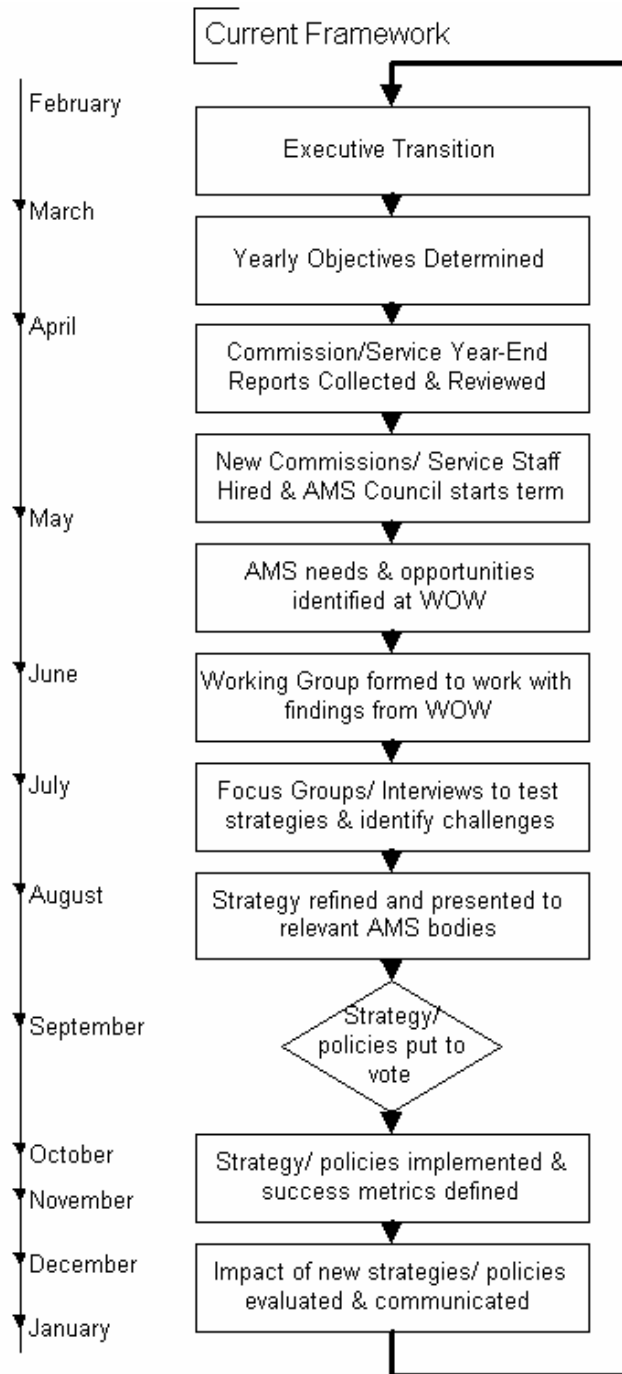 Current Framework
February
Executive Transition
March
Yearly Objectives Determined
April
Commission/Service Year-End
Reports Collected & Reviewed
New Commissions/ Service Staff
Hired & AMS Council starts term
May
AMS needs & opportunities
identified at WOW
June
Working Group formed to work with
findings from WOW
July
Focus Groups/ Interviews to test
strategies & identify challenges
August
Strategy refined and presented to
relevant AMS bodies
September
Strategy/
policies put to
vote
October
Strategy/ policies implemented &
success metrics defined
November
December
Impact of new strategies/ policies
evaluated & communicated
January